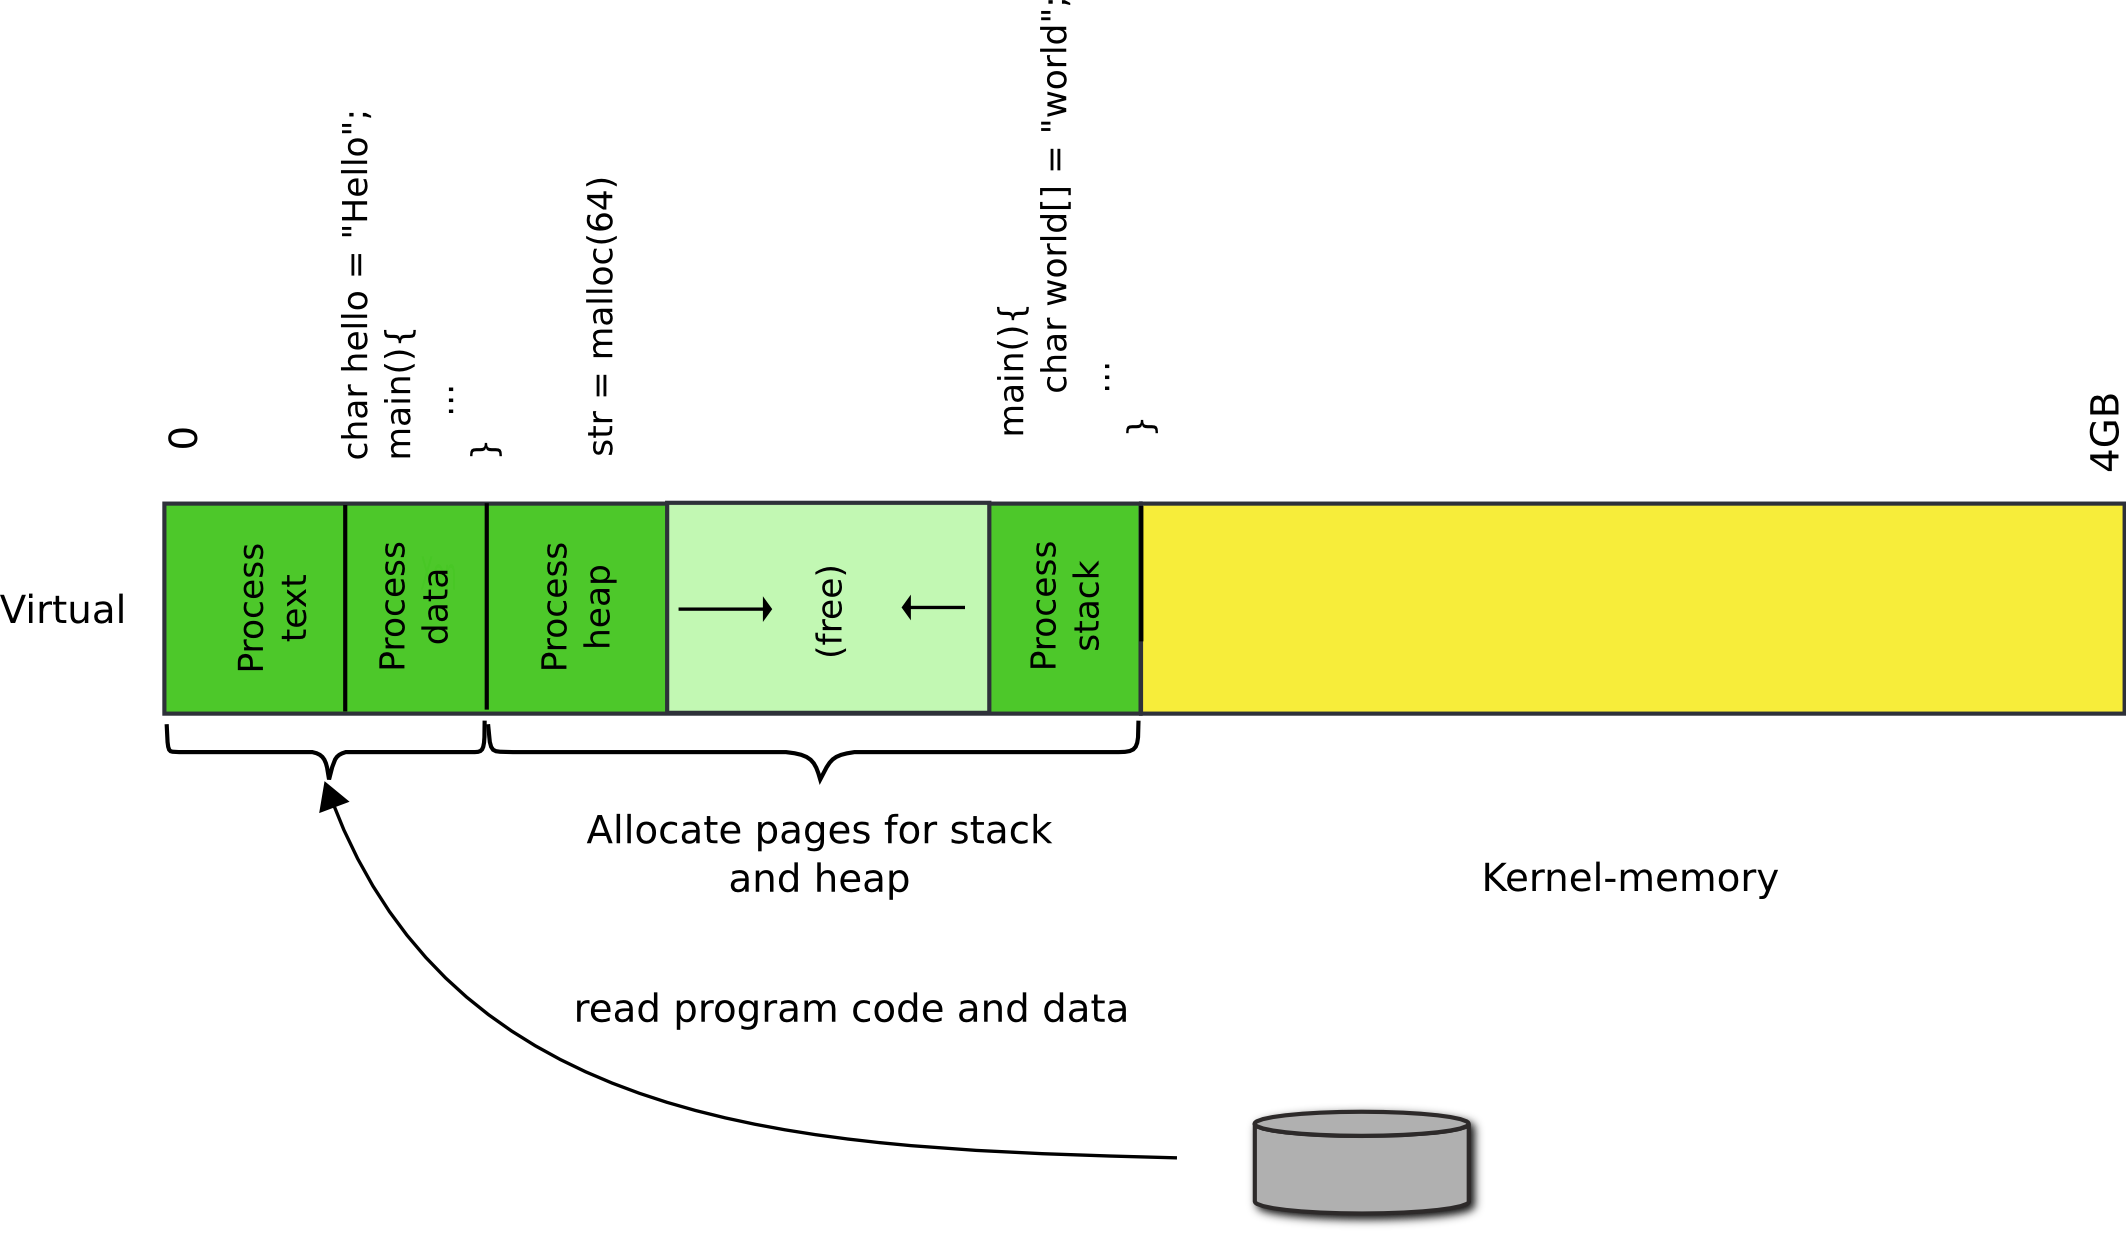 0
char hello = "Hello";
main(){
...
}
str = malloc(64)
main(){
char world[] = "world";
...
}
4GB
Virtual
Process
text
Process
data
Process
heap
(free)
Process
stack
Allocate pages for stack
and heap
Kernel-memory
read program code and data